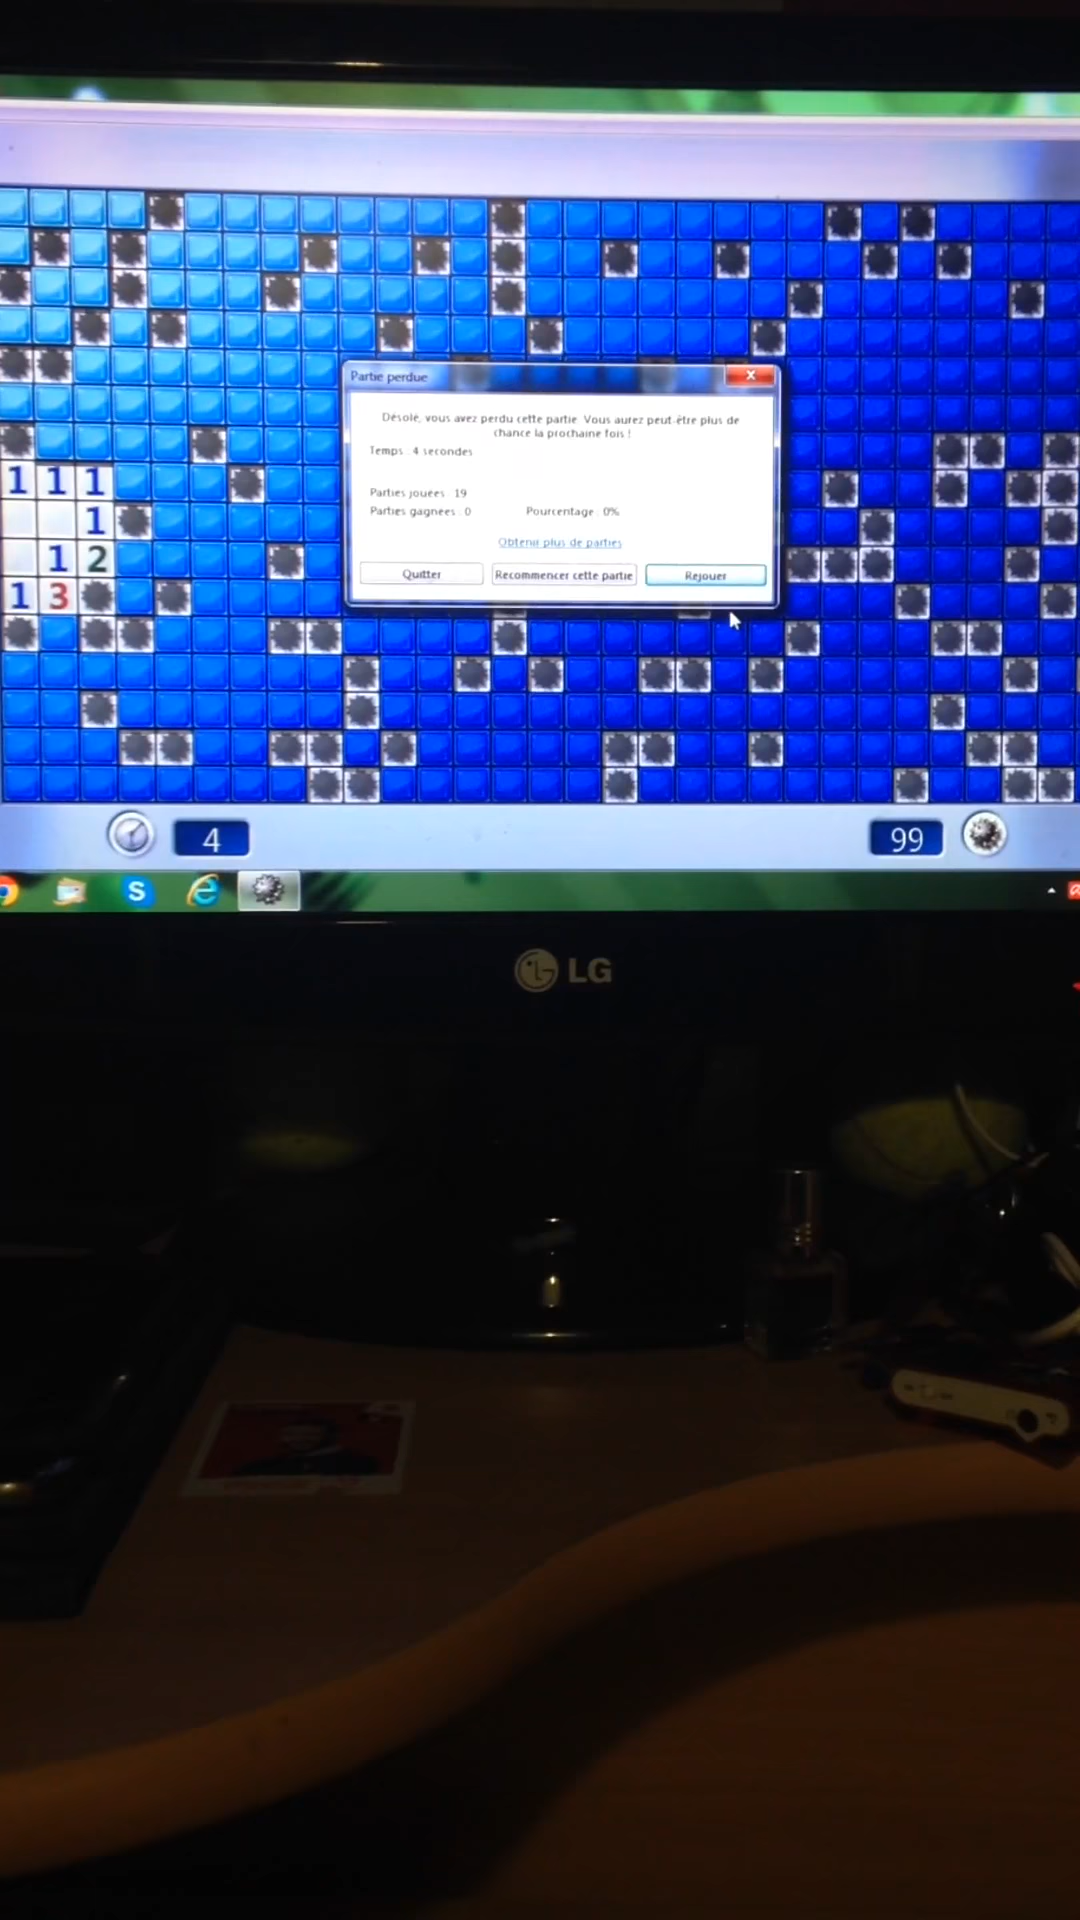 Partie perdue
X
Désolé, vous avez perdu cette partie. Vous aurez peut-être plus de
chance la prochaine fois !
Temps : 4 secondes
Parties jouées : 19
Parties gagnées : 0 Pourcentage : 0%
Obtenir plus de parties
Quitter Recommencer cette partie Rejouer
1 1 1
1
1 2
1 3
4 99
S
LG